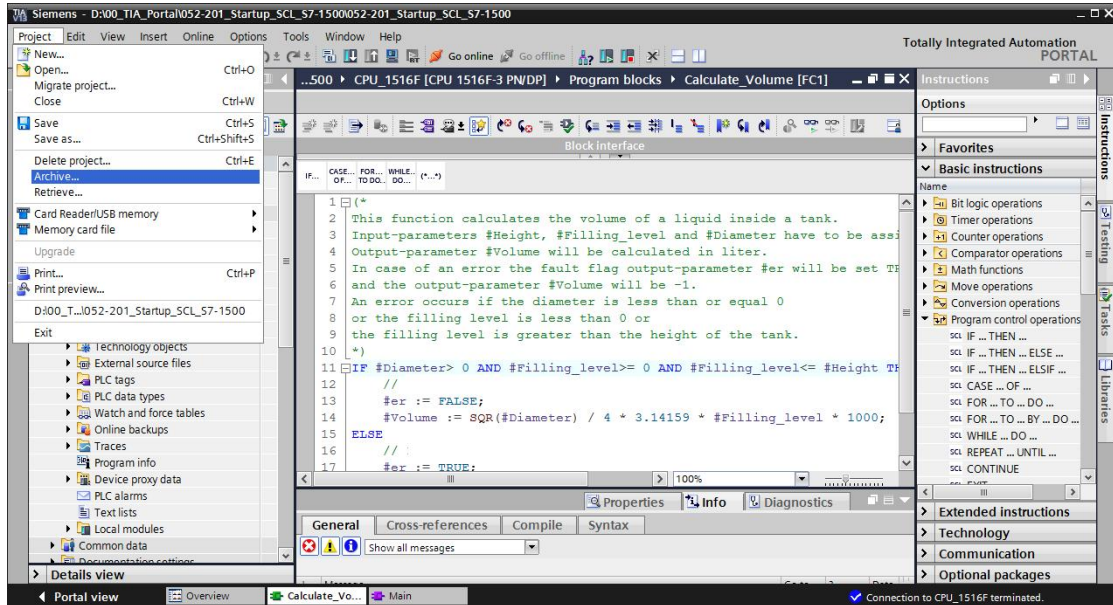 Siemens - D:\00_TIA_Portal\052-201_Startup_SCL_S7-1500\052-201_Startup_SCL_S7-1500
Project Edit View Insert Online Options Tools Window Help
Totally Integrated Automation
PORTAL
New...
Open... Ctrl+O
Migrate project...
Close Ctrl+W
Save Ctrl+S
Save as... Ctrl+Shift+S
Delete project... Ctrl+E
Archive...
Retrieve...
Card Reader/USB memory
Memory card file
Upgrade
Print... Ctrl+P
Print preview...
D:\00_T...\052-201_Startup_SCL_S7-1500
Exit
Technology objects
External source files
PLC tags
PLC data types
Watch and force tables
Online backups
Traces
Program info
Device proxy data
PLC alarms
Text lists
Local modules
Common data
Documentation settings
Details view
Go online Go offline
...500 CPU_1516F [CPU 1516F-3 PN/DP] Program blocks Calculate_Volume [FC1]
Block interface
IF... CASE... OF... FOR... TO DO... WHILE... DO... (*...*)
1 (*
2 This function calculates the volume of a liquid inside a tank.
3 Input-parameters #Height, #Filling_level and #Diameter have to be assi
4 Output-parameter #Volume will be calculated in liter.
5 In case of an error the fault flag output-parameter #er will be set TR
6 and the output-parameter #Volume will be -1.
7 An error occurs if the diameter is less than or equal 0
8 or the filling level is less than 0 or
9 the filling level is greater than the height of the tank.
10 *)
11 IF #Diameter> 0 AND #Filling_level>= 0 AND #Filling_level<= #Height TH
12 //
13 #er := FALSE;
14 #Volume := SQR(#Diameter) / 4 * 3.14159 * #Filling_level * 1000;
15 ELSE
16 //
17 #er := TRUE;
100%
Properties Info Diagnostics
General Cross-references Compile Syntax
Show all messages
Instructions
Options
Favorites
Basic instructions
Name
Bit logic operations
Timer operations
Counter operations
Comparator operations
Math functions
Move operations
Conversion operations
Program control operations
SCL IF ... THEN ...
SCL IF ... THEN ... ELSE ...
SCL IF ... THEN ... ELSIF ...
SCL CASE ... OF ...
SCL FOR ... TO ... DO ...
SCL FOR ... TO ... BY ... DO ...
SCL WHILE ... DO ...
SCL REPEAT ... UNTIL ...
SCL CONTINUE
Extended instructions
Technology
Communication
Optional packages
Instructions
Testing
Tasks
Libraries
Portal view Overview Calculate_Vo... Main
Connection to CPU_1516F terminated.